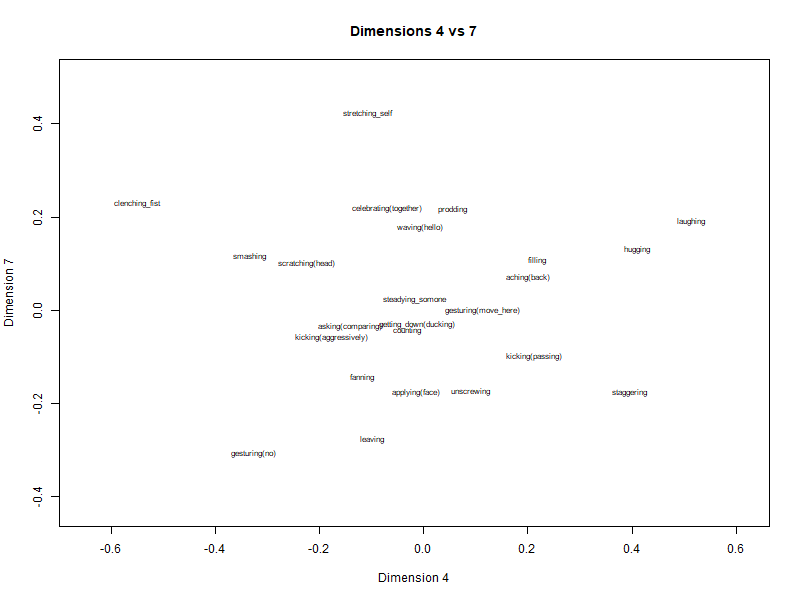 Dimensions 4 vs 7
stretching_self
clenching_fist
celebrating(together)
prodding
laughing
waving(hello)
hugging
smashing
filling
scratching(head)
aching(back)
steadying_somone
gesturing(move_here)
asking(comparing)
getting_down(ducking)
counting
kicking(aggressively)
kicking(passing)
fanning
applying(face)
unscrewing
staggering
leaving
gesturing(no)
0.4
0.2
0.0
-0.2
-0.4
Dimension 7
-0.6 -0.4 -0.2 0.0 0.2 0.4 0.6
Dimension 4